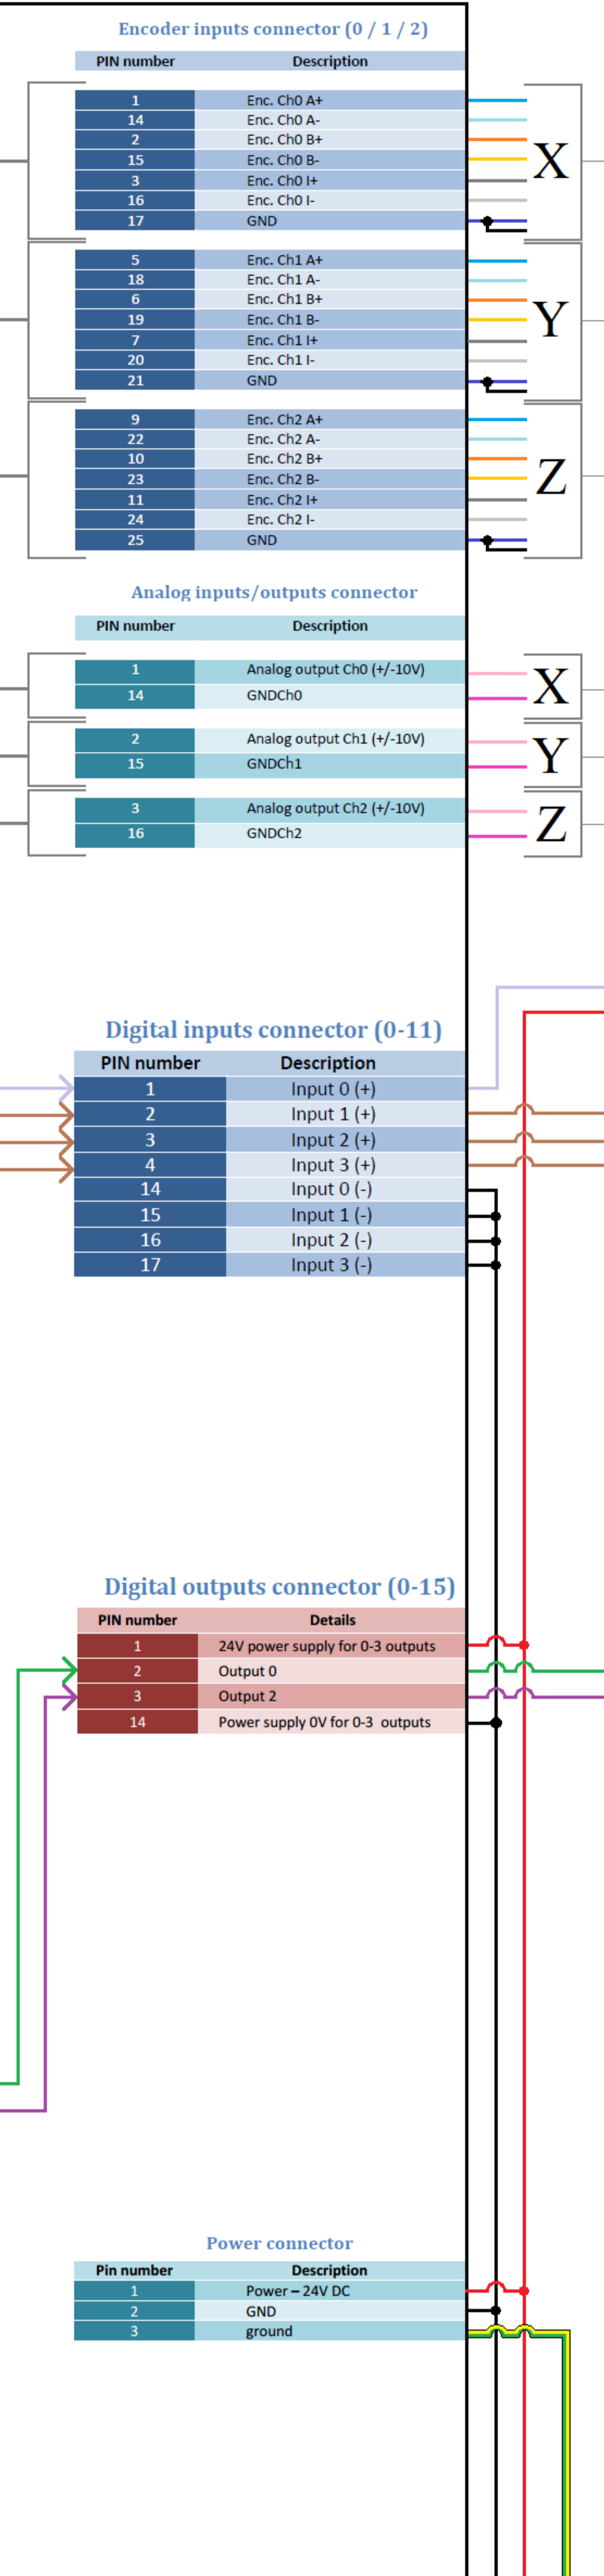 Encoder inputs connector (0 / 1 / 2)
PIN number Description
1 Enc. Ch0 A+
14 Enc. Ch0 A-
2 Enc. Ch0 B+
15 Enc. Ch0 B-
3 Enc. Ch0 I+
16 Enc. Ch0 I-
17 GND
X
5 Enc. Ch1 A+
18 Enc. Ch1 A-
6 Enc. Ch1 B+
19 Enc. Ch1 B-
7 Enc. Ch1 I+
20 Enc. Ch1 I-
21 GND
Y
9 Enc. Ch2 A+
22 Enc. Ch2 A-
10 Enc. Ch2 B+
23 Enc. Ch2 B-
11 Enc. Ch2 I+
24 Enc. Ch2 I-
25 GND
Z
Analog inputs/outputs connector
PIN number Description
1 Analog output Ch0 (+/-10V)
14 GNDCh0
X
2 Analog output Ch1 (+/-10V)
15 GNDCh1
Y
3 Analog output Ch2 (+/-10V)
16 GNDCh2
Z
Digital inputs connector (0-11)
PIN number Description
1 Input 0 (+)
2 Input 1 (+)
3 Input 2 (+)
4 Input 3 (+)
14 Input 0 (-)
15 Input 1 (-)
16 Input 2 (-)
17 Input 3 (-)
Digital outputs connector (0-15)
PIN number Details
1 24V power supply for 0-3 outputs
2 Output 0
3 Output 2
14 Power supply 0V for 0-3 outputs
Power connector
Pin number Description
1 Power – 24V DC
2 GND
3 ground